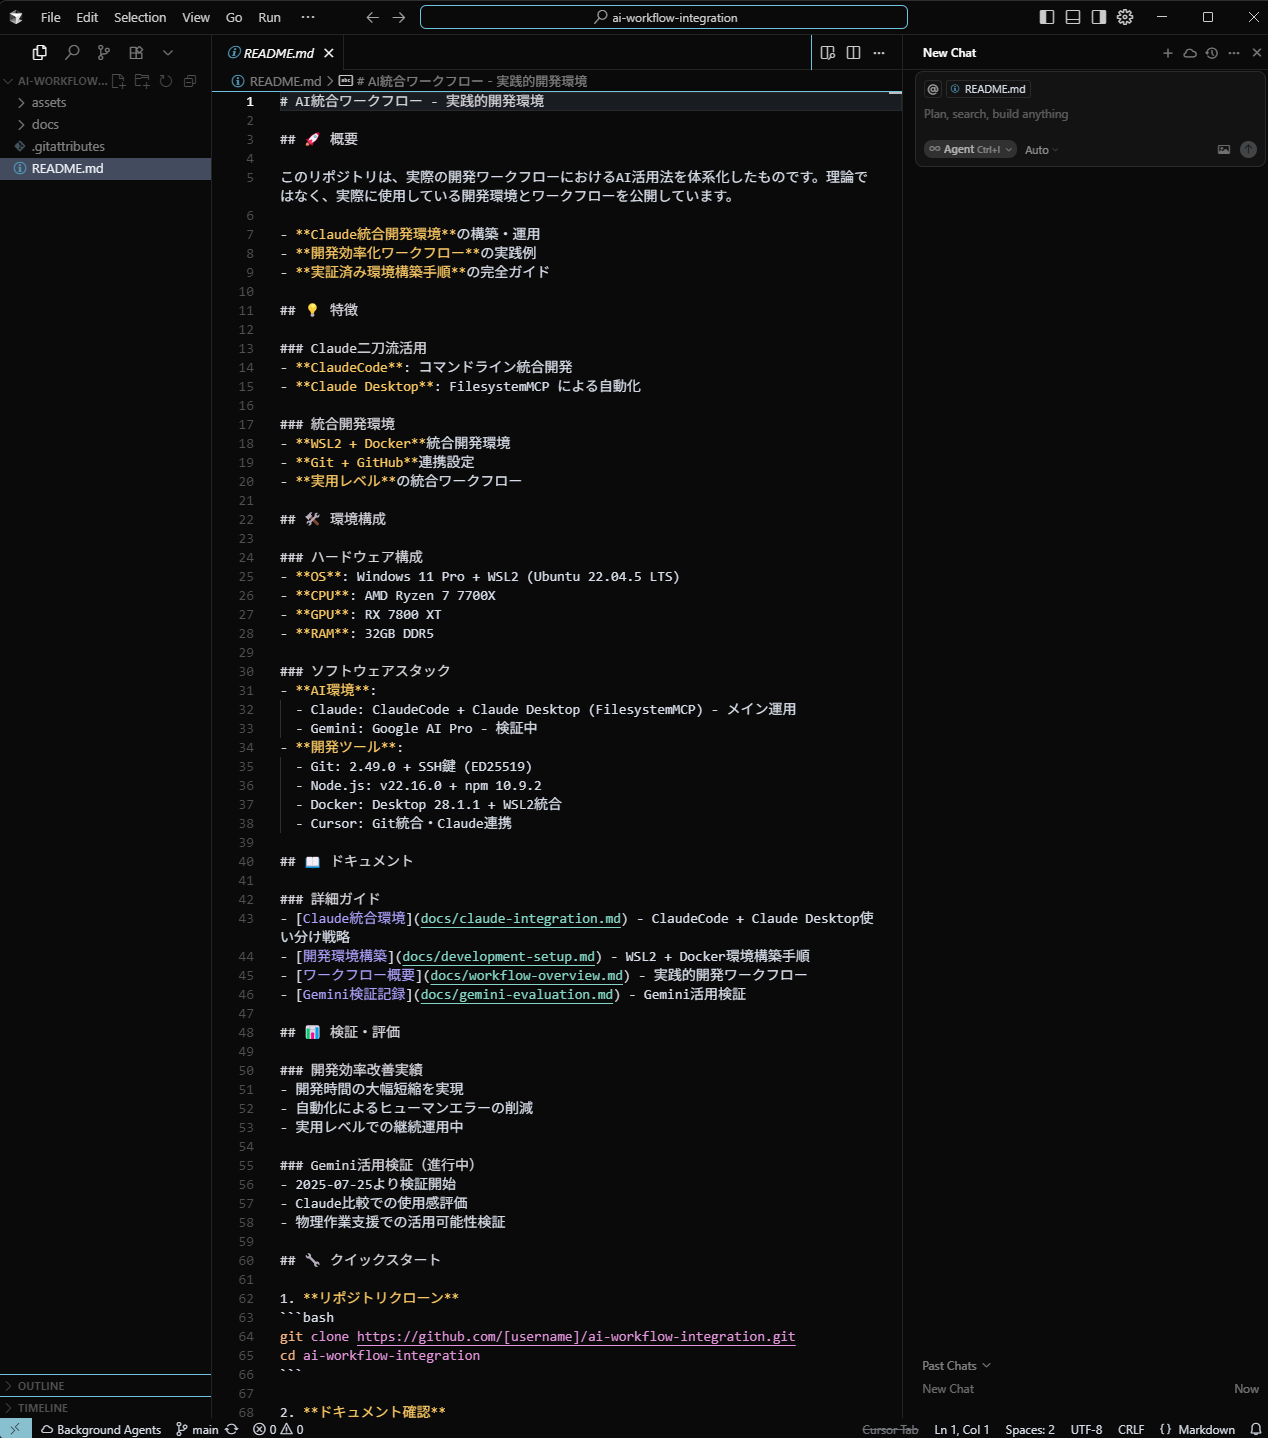 File Edit Selection View Go Run ··· ai-workflow-integration
AI-WORKFLOW...
assets
docs
.gitattributes
README.md
OUTLINE
TIMELINE
README.md
README.md > # AI統合ワークフロー - 実践的開発環境
1 # AI統合ワークフロー - 実践的開発環境
2
3 ## 🚀 概要
4
5 このリポジトリは、実際の開発ワークフローにおけるAI活用法を体系化したものです。理論で
はなく、実際に使用している開発環境とワークフローを公開しています。
6
7 - **Claude統合開発環境**の構築・運用
8 - **開発効率化ワークフロー**の実践例
9 - **実証済み環境構築手順**の完全ガイド
10
11 ## 💡 特徴
12
13 ### Claude二刀流活用
14 - **ClaudeCode**: コマンドライン統合開発
15 - **Claude Desktop**: FilesystemMCP による自動化
16
17 ### 統合開発環境
18 - **WSL2 + Docker**統合開発環境
19 - **Git + GitHub**連携設定
20 - **実用レベル**の統合ワークフロー
21
22 ## 🛠️ 環境構成
23
24 ### ハードウェア構成
25 - **OS**: Windows 11 Pro + WSL2 (Ubuntu 22.04.5 LTS)
26 - **CPU**: AMD Ryzen 7 7700X
27 - **GPU**: RX 7800 XT
28 - **RAM**: 32GB DDR5
29
30 ### ソフトウェアスタック
31 - **AI環境**:
32 - Claude: ClaudeCode + Claude Desktop (FilesystemMCP) - メイン運用
33 - Gemini: Google AI Pro - 検証中
34 - **開発ツール**:
35 - Git: 2.49.0 + SSH鍵 (ED25519)
36 - Node.js: v22.16.0 + npm 10.9.2
37 - Docker: Desktop 28.1.1 + WSL2統合
38 - Cursor: Git統合・Claude連携
39
40 ## 📖 ドキュメント
41
42 ### 詳細ガイド
43 - [Claude統合環境](docs/claude-integration.md) - ClaudeCode + Claude Desktop使
い分け戦略
44 - [開発環境構築](docs/development-setup.md) - WSL2 + Docker環境構築手順
45 - [ワークフロー概要](docs/workflow-overview.md) - 実践的開発ワークフロー
46 - [Gemini検証記録](docs/gemini-evaluation.md) - Gemini活用検証
47
48 ## 📊 検証・評価
49
50 ### 開発効率改善実績
51 - 開発時間の大幅短縮を実現
52 - 自動化によるヒューマンエラーの削減
53 - 実用レベルでの継続運用中
54
55 ### Gemini活用検証（進行中）
56 - 2025-07-25より検証開始
57 - Claude比較での使用感評価
58 - 物理作業支援での活用可能性検証
59
60 ## 🔧 クイックスタート
61
62 1. **リポジトリクローン**
63 ```bash
64 git clone https://github.com/[username]/ai-workflow-integration.git
65 cd ai-workflow-integration
66 ```
67
68 2. **ドキュメント確認**
New Chat
@ README.md
Plan, search, build anything
∞ Agent Ctrl+I Auto
Past Chats
New Chat Now
Background Agents main 0 0 Cursor Tab Ln 1, Col 1 Spaces: 2 UTF-8 CRLF {} Markdown